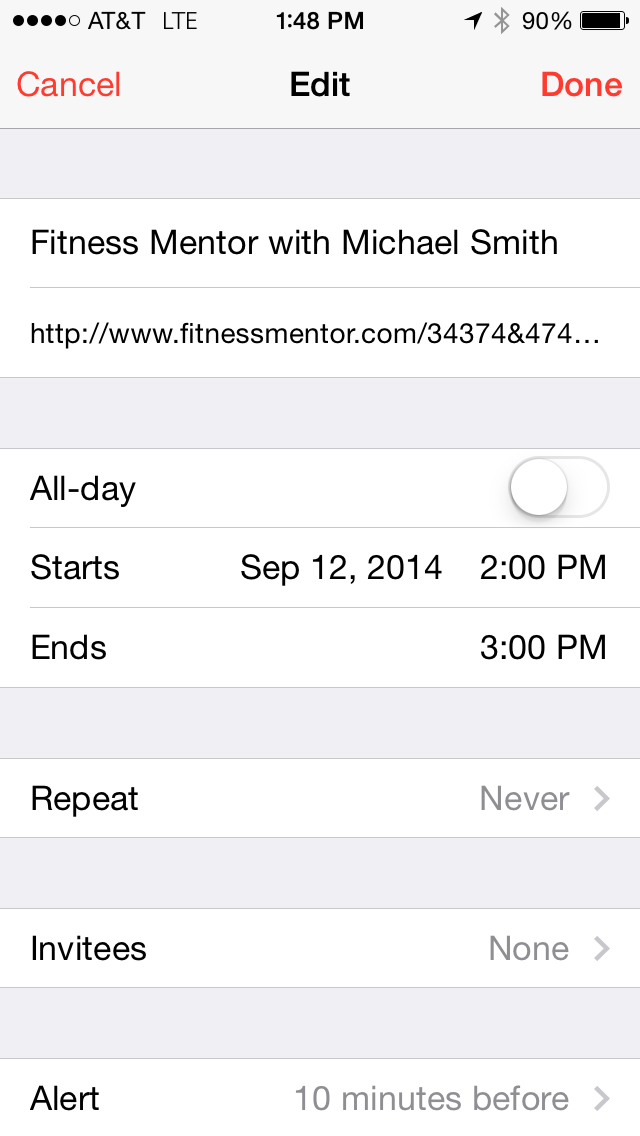 AT&T LTE 1:48 PM 90%
Cancel Edit Done
Fitness Mentor with Michael Smith
http://www.fitnessmentor.com/34374&474...
All-day
Starts Sep 12, 2014 2:00 PM
Ends 3:00 PM
Repeat Never
Invitees None
Alert 10 minutes before